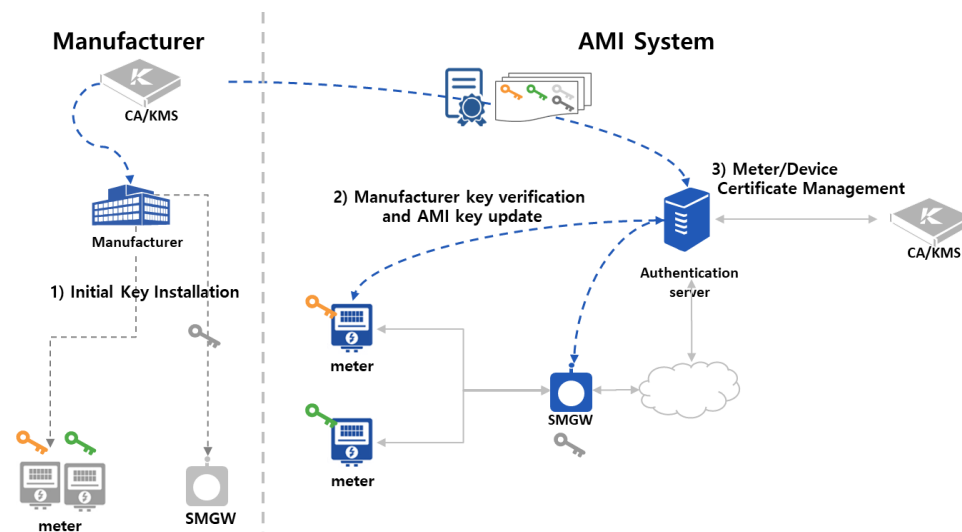 Manufacturer
AMI System
CA/KMS
Manufacturer
1) Initial Key Installation
meter
SMGW
2) Manufacturer key verification
and AMI key update
3) Meter/Device
Certificate Management
CA/KMS
Authentication
server
meter
SMGW
meter